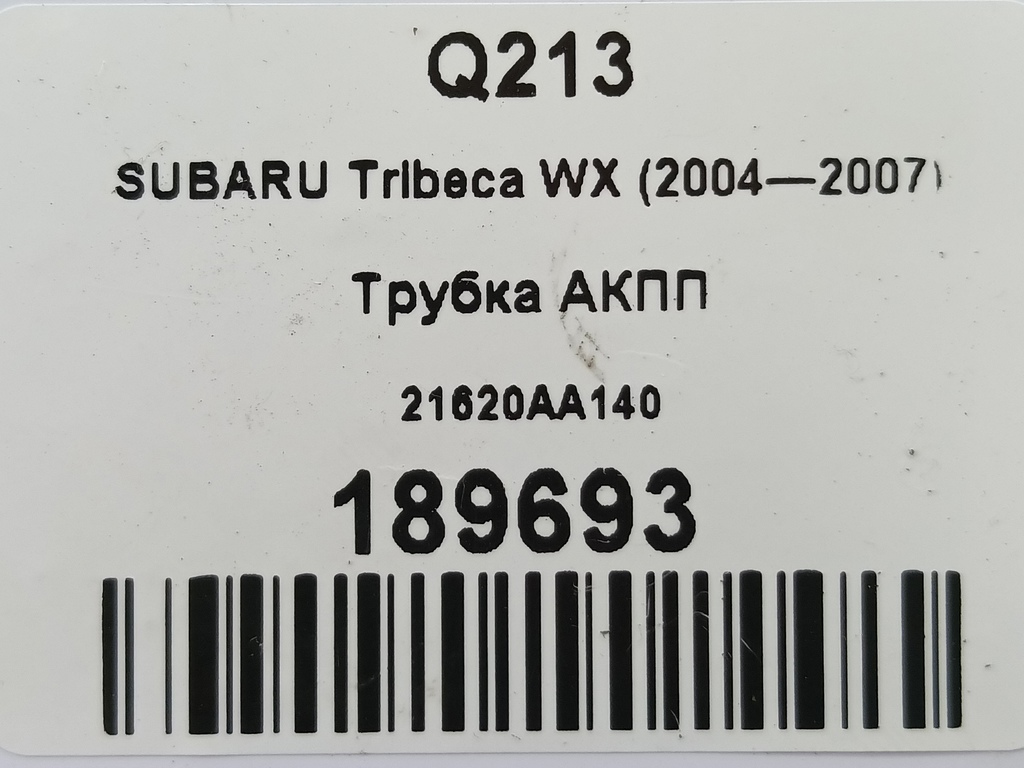 Q213
SUBARU Tribeca WX (2004—2007)
Трубка АКПП
21620AA140
189693